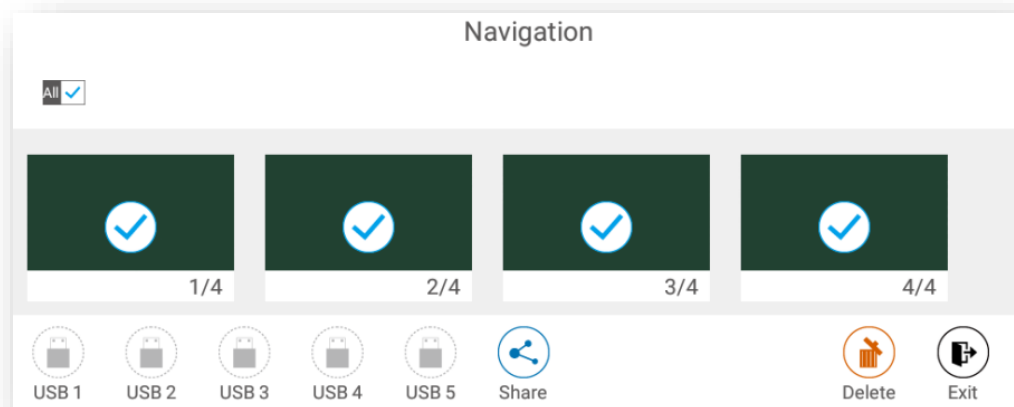 Navigation
All
1/4
2/4
3/4
4/4
USB 1
USB 2
USB 3
USB 4
USB 5
Share
Delete
Exit